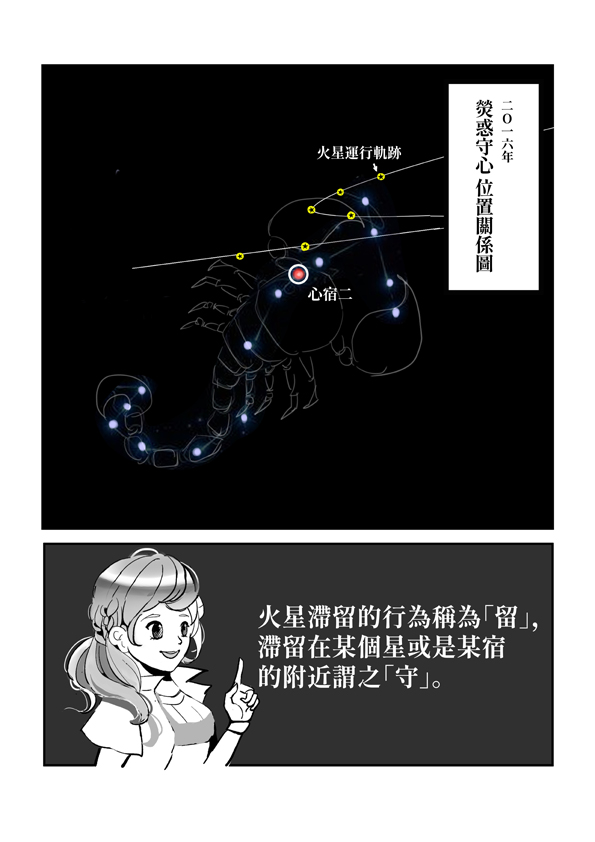 二〇一六年
熒惑守心 位置關係圖
火星運行軌跡
心宿二
火星滯留的行為稱為「留」,
滯留在某個星或是某宿
的附近謂之「守」。